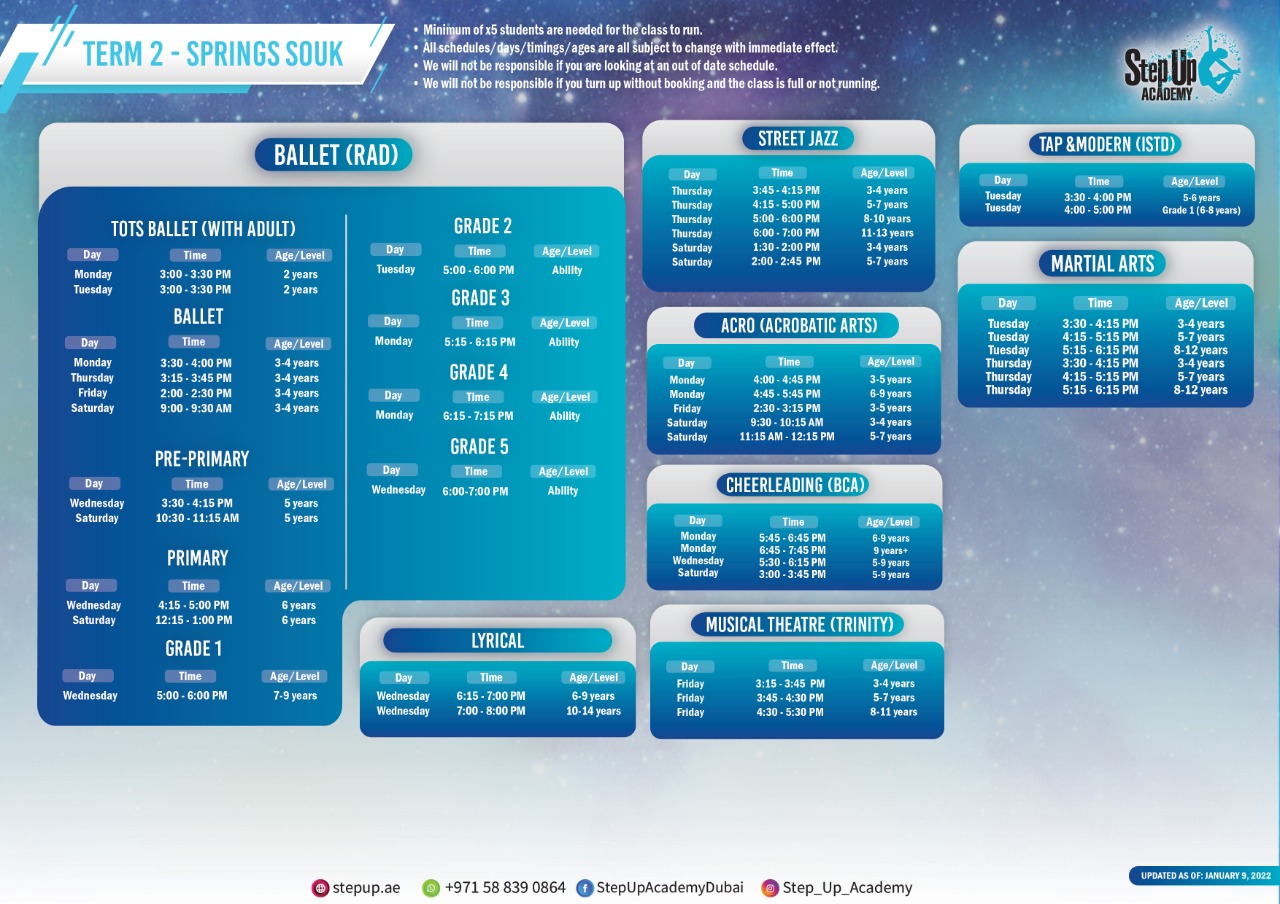 TERM 2 - SPRINGS SOUK
• Minimum of x5 students are needed for the class to run.
• All schedules/days/timings/ages are all subject to change with immediate effect.
• We will not be responsible if you are looking at an out of date schedule.
• We will not be responsible if you turn up without booking and the class is full or not running.
Step Up
ACADEMY
BALLET (RAD)
TOTS BALLET (WITH ADULT)
Day Time Age/Level
Monday 3:00 - 3:30 PM 2 years
Tuesday 3:00 - 3:30 PM 2 years
BALLET
Day Time Age/Level
Monday 3:30 - 4:00 PM 3-4 years
Thursday 3:15 - 3:45 PM 3-4 years
Friday 2:00 - 2:30 PM 3-4 years
Saturday 9:00 - 9:30 AM 3-4 years
PRE-PRIMARY
Day Time Age/Level
Wednesday 3:30 - 4:15 PM 5 years
Saturday 10:30 - 11:15 AM 5 years
PRIMARY
Day Time Age/Level
Wednesday 4:15 - 5:00 PM 6 years
Saturday 12:15 - 1:00 PM 6 years
GRADE 1
Day Time Age/Level
Wednesday 5:00 - 6:00 PM 7-9 years
GRADE 2
Day Time Age/Level
Tuesday 5:00 - 6:00 PM Ability
GRADE 3
Day Time Age/Level
Monday 5:15 - 6:15 PM Ability
GRADE 4
Day Time Age/Level
Monday 6:15 - 7:15 PM Ability
GRADE 5
Day Time Age/Level
Wednesday 6:00-7:00 PM Ability
LYRICAL
Day Time Age/Level
Wednesday 6:15 - 7:00 PM 6-9 years
Wednesday 7:00 - 8:00 PM 10-14 years
STREET JAZZ
Day Time Age/Level
Thursday 3:45 - 4:15 PM 3-4 years
Thursday 4:15 - 5:00 PM 5-7 years
Thursday 5:00 - 6:00 PM 8-10 years
Thursday 6:00 - 7:00 PM 11-13 years
Saturday 1:30 - 2:00 PM 3-4 years
Saturday 2:00 - 2:45 PM 5-7 years
ACRO (ACROBATIC ARTS)
Day Time Age/Level
Monday 4:00 - 4:45 PM 3-5 years
Monday 4:45 - 5:45 PM 6-9 years
Friday 2:30 - 3:15 PM 3-5 years
Saturday 9:30 - 10:15 AM 3-4 years
Saturday 11:15 AM - 12:15 PM 5-7 years
CHEERLEADING (BCA)
Day Time Age/Level
Monday 5:45 - 6:45 PM 6-9 years
Monday 6:45 - 7:45 PM 9 years+
Wednesday 5:30 - 6:15 PM 5-9 years
Saturday 3:00 - 3:45 PM 5-9 years
MUSICAL THEATRE (TRINITY)
Day Time Age/Level
Friday 3:15 - 3:45 PM 3-4 years
Friday 3:45 - 4:30 PM 5-7 years
Friday 4:30 - 5:30 PM 8-11 years
TAP &MODERN (ISTD)
Day Time Age/Level
Tuesday 3:30 - 4:00 PM 5-6 years
Tuesday 4:00 - 5:00 PM Grade 1 (6-8 years)
MARTIAL ARTS
Day Time Age/Level
Tuesday 3:30 - 4:15 PM 3-4 years
Tuesday 4:15 - 5:15 PM 5-7 years
Tuesday 5:15 - 6:15 PM 8-12 years
Thursday 3:30 - 4:15 PM 3-4 years
Thursday 4:15 - 5:15 PM 5-7 years
Thursday 5:15 - 6:15 PM 8-12 years
UPDATED AS OF: JANUARY 9, 2022
stepup.ae +971 58 839 0864 StepUpAcademyDubai Step_Up_Academy